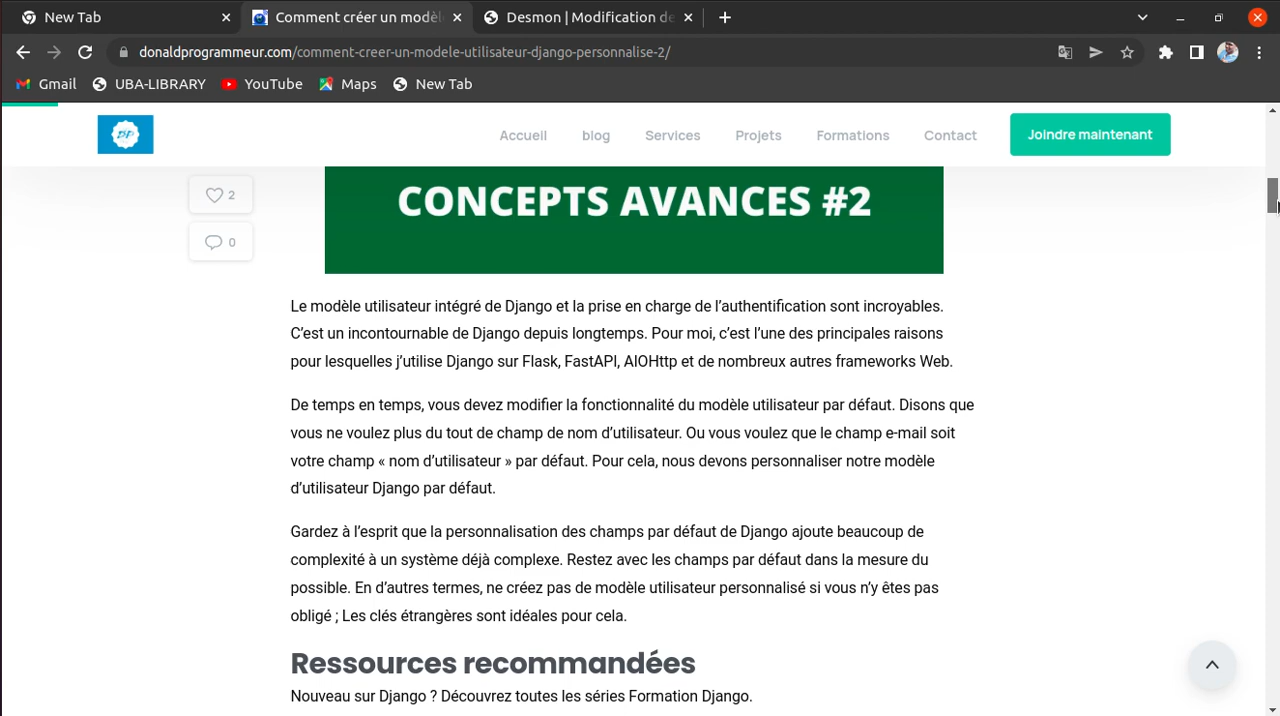 New Tab
Comment créer un modèl
Desmon | Modification de
donaldprogrammeur.com/comment-creer-un-modele-utilisateur-django-personnalise-2/
Gmail
UBA-LIBRARY
YouTube
Maps
New Tab
DP
Accueil
blog
Services
Projets
Formations
Contact
Joindre maintenant
2
0
CONCEPTS AVANCES #2
Le modèle utilisateur intégré de Django et la prise en charge de l’authentification sont incroyables.
C’est un incontournable de Django depuis longtemps. Pour moi, c’est l’une des principales raisons
pour lesquelles j’utilise Django sur Flask, FastAPI, AIOHttp et de nombreux autres frameworks Web.
De temps en temps, vous devez modifier la fonctionnalité du modèle utilisateur par défaut. Disons que
vous ne voulez plus du tout de champ de nom d’utilisateur. Ou vous voulez que le champ e-mail soit
votre champ « nom d’utilisateur » par défaut. Pour cela, nous devons personnaliser notre modèle
d’utilisateur Django par défaut.
Gardez à l’esprit que la personnalisation des champs par défaut de Django ajoute beaucoup de
complexité à un système déjà complexe. Restez avec les champs par défaut dans la mesure du
possible. En d’autres termes, ne créez pas de modèle utilisateur personnalisé si vous n’y êtes pas
obligé ; Les clés étrangères sont idéales pour cela.
Ressources recommandées
Nouveau sur Django ? Découvrez toutes les séries Formation Django.